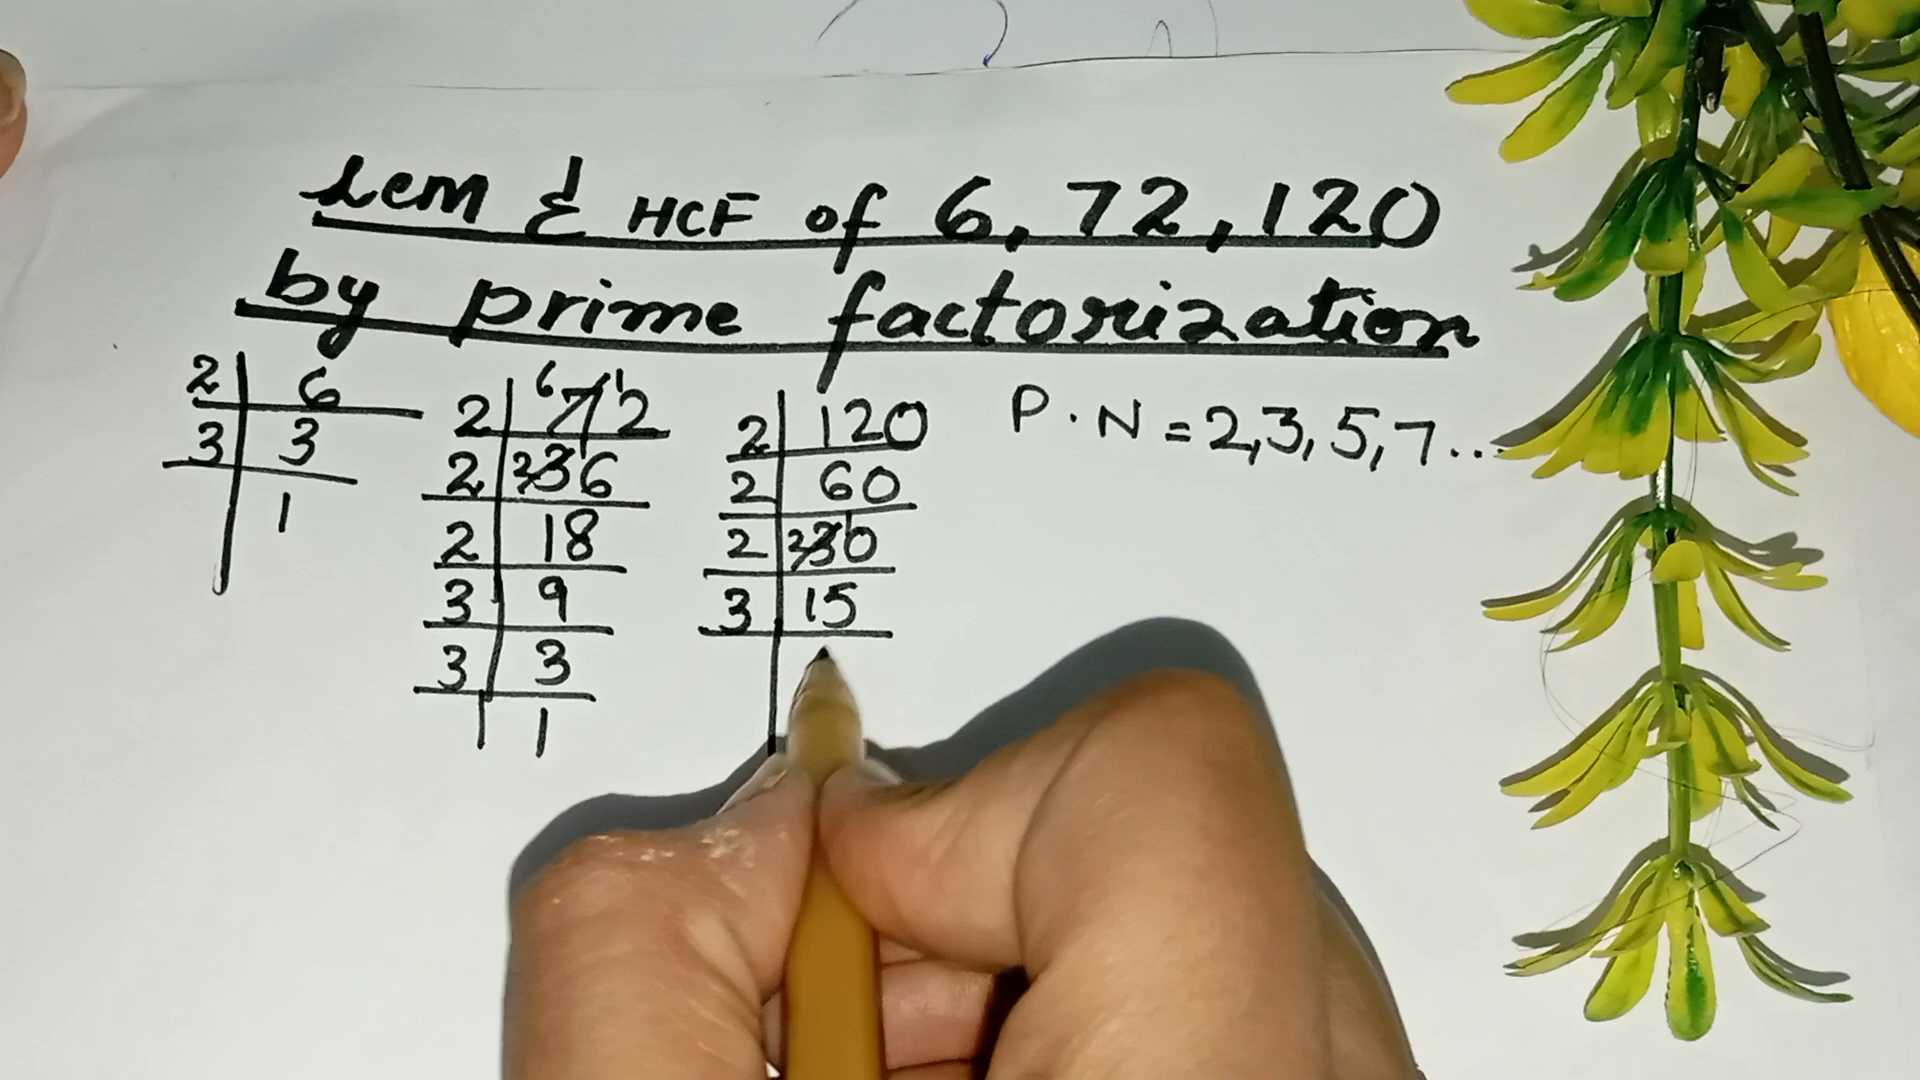 LCM & HCF of 6, 72, 120
by prime factorization
2 | 6
3 | 3
1
2 | 72
2 | 36
2 | 18
3 | 9
3 | 3
1
2 | 120
2 | 60
2 | 30
3 | 15
P.N = 2,3,5,7...